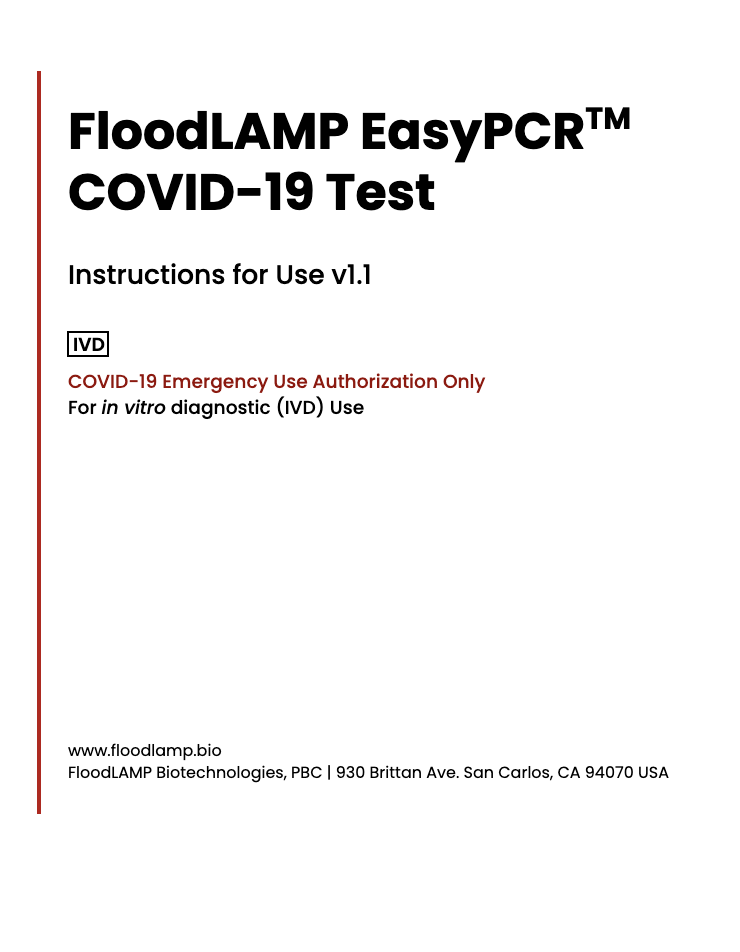 FloodLAMP EasyPCR™
COVID-19 Test
Instructions for Use v1.1
IVD
COVID-19 Emergency Use Authorization Only
For in vitro diagnostic (IVD) Use
www.floodlamp.bio
FloodLAMP Biotechnologies, PBC | 930 Brittan Ave. San Carlos, CA 94070 USA